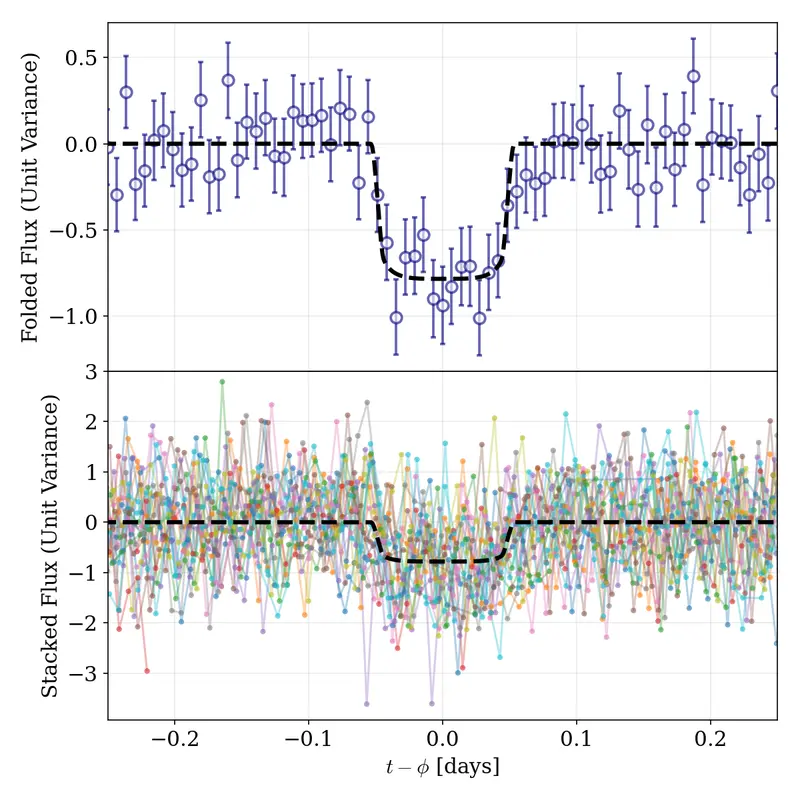 Folded Flux (Unit Variance)
0.5
0.0
−0.5
−1.0
Stacked Flux (Unit Variance)
3
2
1
0
−1
−2
−3
−0.2 −0.1 0.0 0.1 0.2
t − ϕ [days]